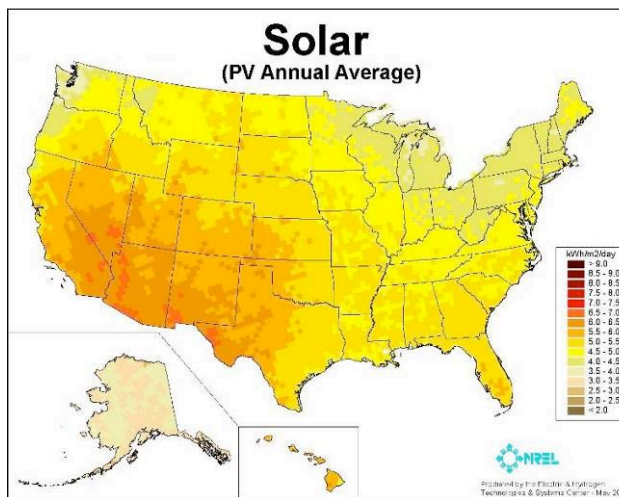 Solar
(PV Annual Average)
kWh/m2/day
> 9.0
8.5 - 9.0
8.0 - 8.5
7.5 - 8.0
7.0 - 7.5
6.5 - 7.0
6.0 - 6.5
5.5 - 6.0
5.0 - 5.5
4.5 - 5.0
4.0 - 4.5
3.5 - 4.0
3.0 - 3.5
2.5 - 3.0
2.0 - 2.5
< 2.0
NREL
Produced by the Electric & Hydrogen
Technologies & Systems Center - May 20